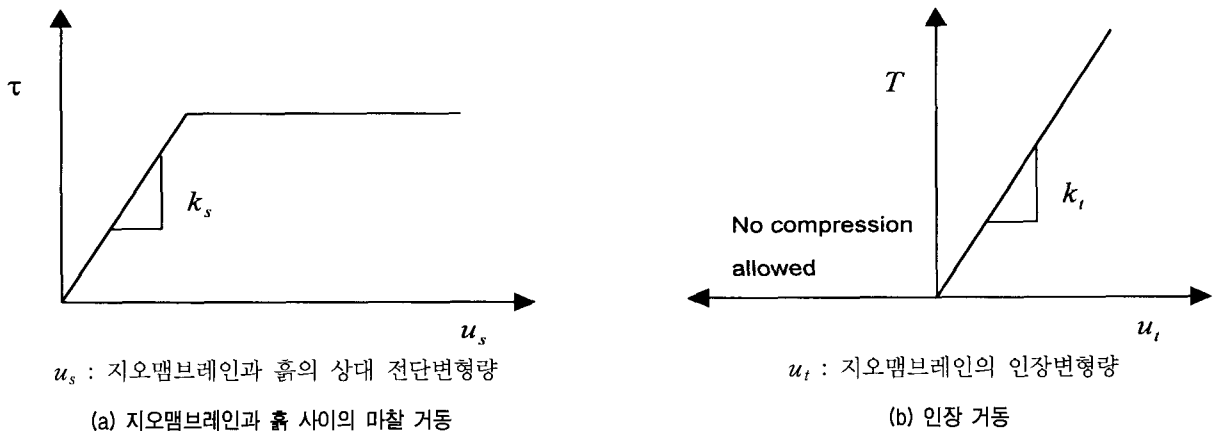 τ
k_s
u_s
u_s : 지오맴브레인과 흙의 상대 전단변형량
(a) 지오맴브레인과 흙 사이의 마찰 거동
T
k_t
No compression
allowed
u_t
u_t : 지오맴브레인의 인장변형량
(b) 인장 거동